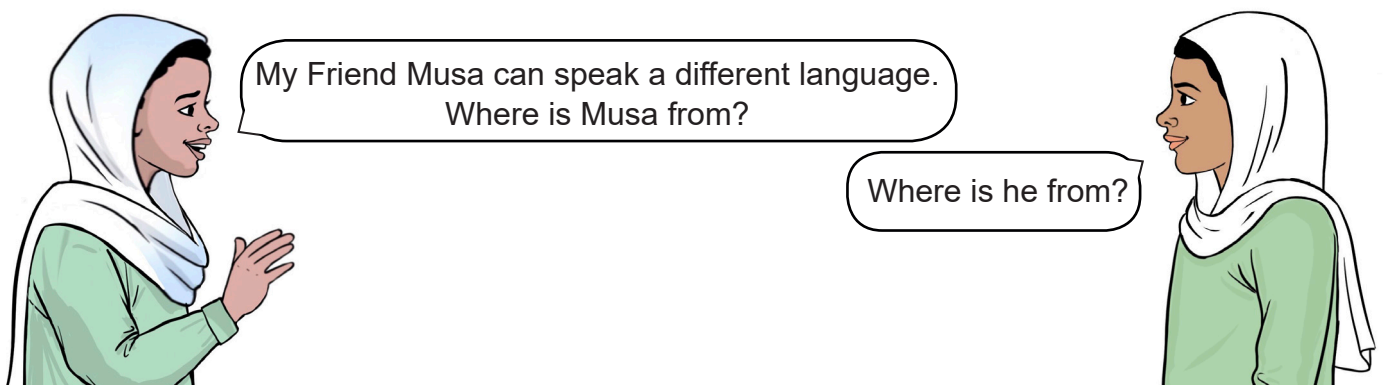 My Friend Musa can speak a different language.
Where is Musa from?
Where is he from?